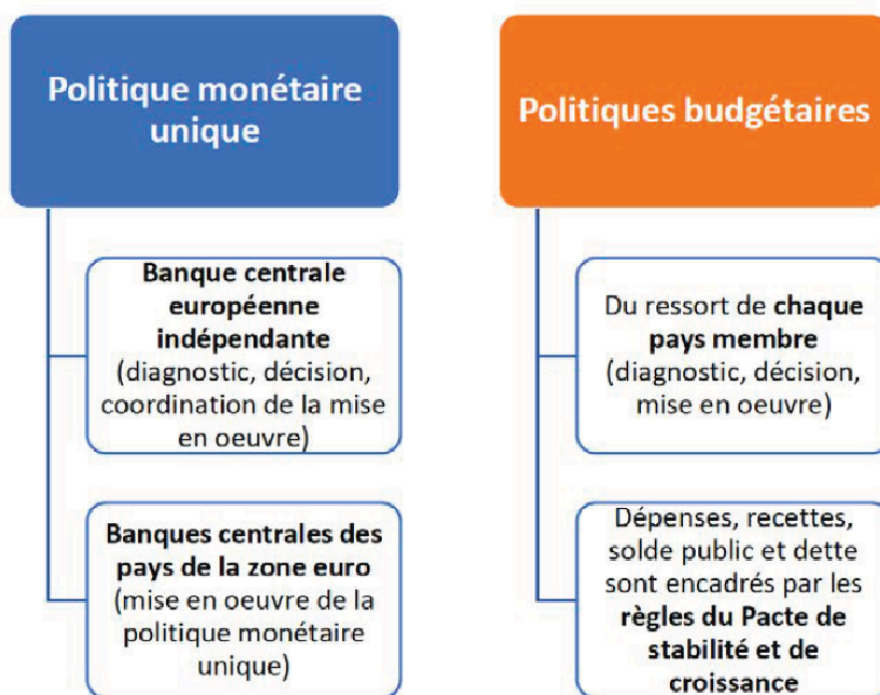 Politique monétaire
unique
Banque centrale
européenne
indépendante
(diagnostic, décision,
coordination de la mise
en oeuvre)
Banques centrales des
pays de la zone euro
(mise en oeuvre de la
politique monétaire
unique)
Politiques budgétaires
Du ressort de chaque
pays membre
(diagnostic, décision,
mise en oeuvre)
Dépenses, recettes,
solde public et dette
sont encadrés par les
règles du Pacte de
stabilité et de
croissance